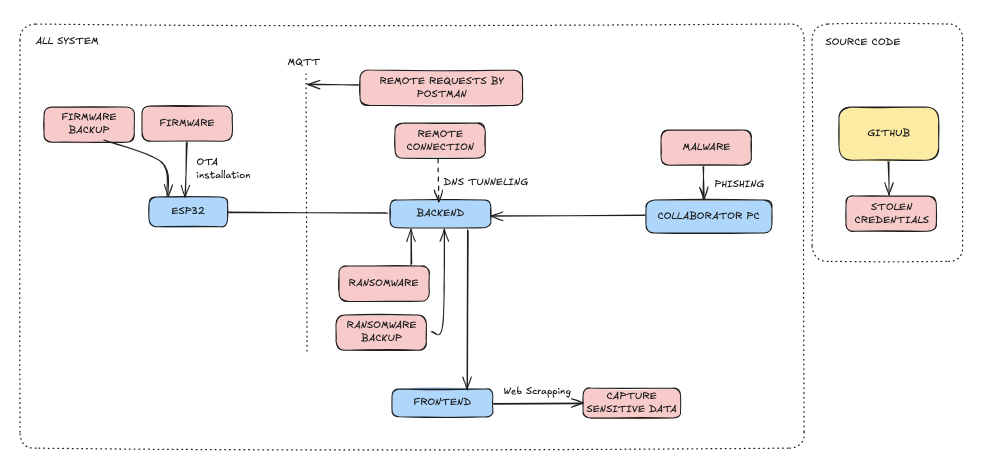 ALL SYSTEM
SOURCE CODE
MQTT
REMOTE REQUESTS BY
POSTMAN
FIRMWARE
BACKUP
FIRMWARE
REMOTE
CONNECTION
MALWARE
GITHUB
OTA
installation
DNS TUNNELING
PHISHING
ESP32
BACKEND
COLLABORATOR PC
STOLEN
CREDENTIALS
RANSOMWARE
RANSOMWARE
BACKUP
FRONTEND
Web Scrapping
CAPTURE
SENSITIVE DATA